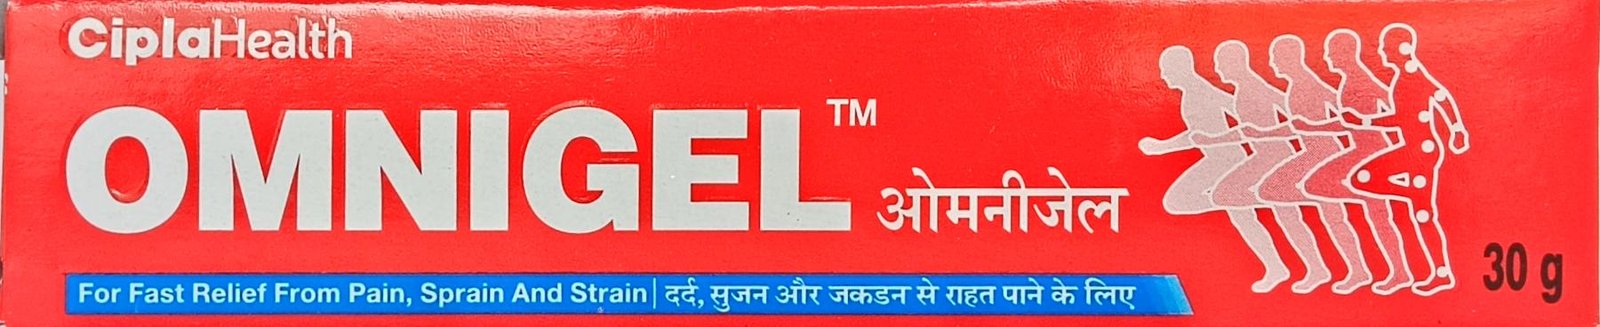 CiplaHealth
OMNIGEL™
ओमनीजेल
For Fast Relief From Pain, Sprain And Strain | दर्द, सुजन और जकडन से राहत पाने के लिए
30 g